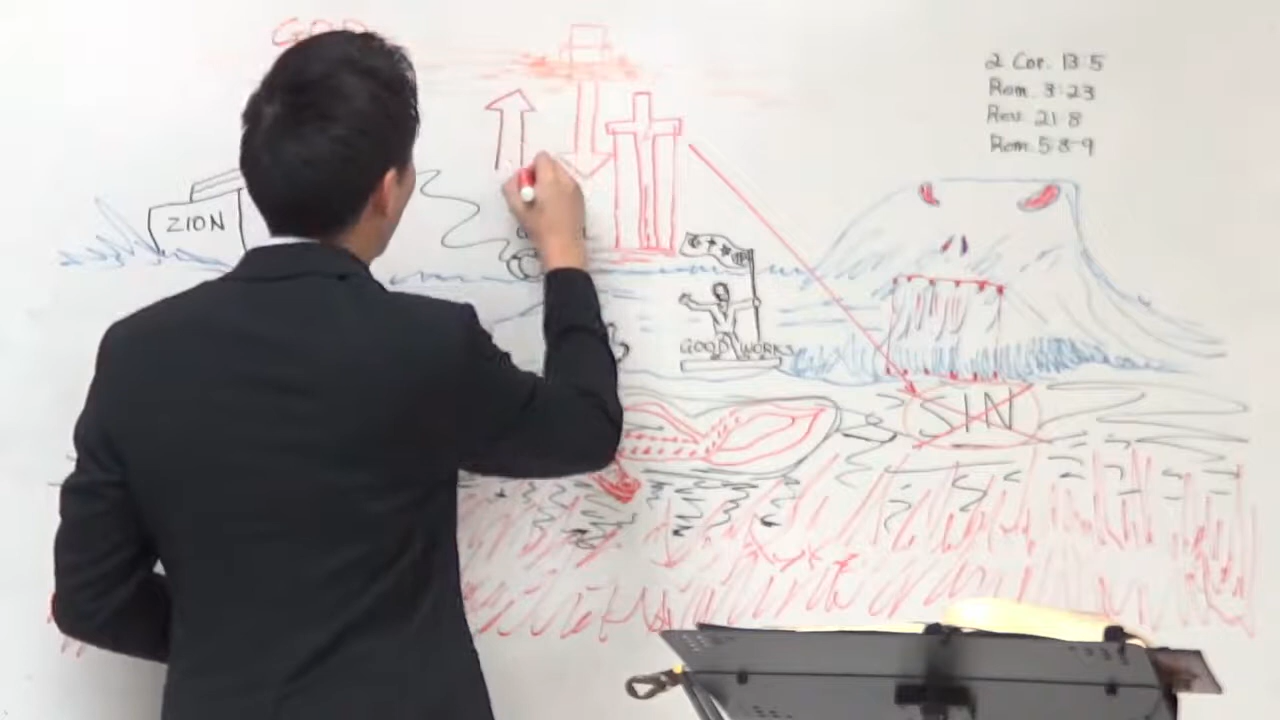 GOD
2 Cor. 13:5
Rom. 3:23
Rev. 21:8
Rom. 5:8-9
ZION
GOOD WORKS
SIN